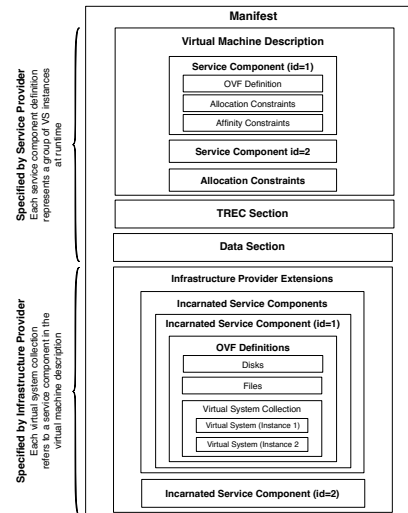 Manifest
Virtual Machine Description
Service Component (id=1)
OVF Definition
Allocation Constraints
Affinity Constraints
Service Component id=2
Allocation Constraints
TREC Section
Data Section
Specified by Service Provider
Each service component definition
represents a group of VS instances
at runtime
Infrastructure Provider Extensions
Incarnated Service Components
Incarnated Service Component (id=1)
OVF Definitions
Disks
Files
Virtual System Collection
Virtual System (Instance 1)
Virtual System (Instance 2
Incarnated Service Component (id=2)
Specified by Infrastructure Provider
Each virtual system collection
refers to a service component in the
virtual machine description